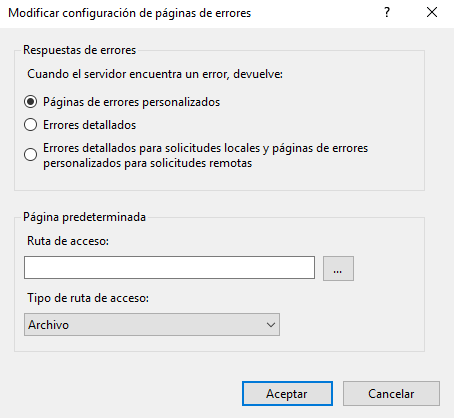 Modificar configuración de páginas de errores
?
Respuestas de errores
Cuando el servidor encuentra un error, devuelve:
Páginas de errores personalizados
Errores detallados
Errores detallados para solicitudes locales y páginas de errores
personalizados para solicitudes remotas
Página predeterminada
Ruta de acceso:
...
Tipo de ruta de acceso:
Archivo
Aceptar
Cancelar